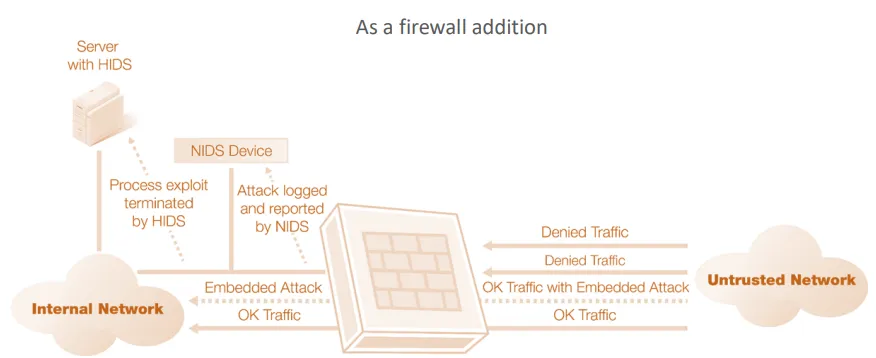 As a firewall addition
Server
with HIDS
NIDS Device
Process exploit
terminated
by HIDS
Attack logged
and reported
by NIDS
Denied Traffic
Denied Traffic
Untrusted Network
Embedded Attack
OK Traffic with Embedded Attack
Internal Network
OK Traffic
OK Traffic